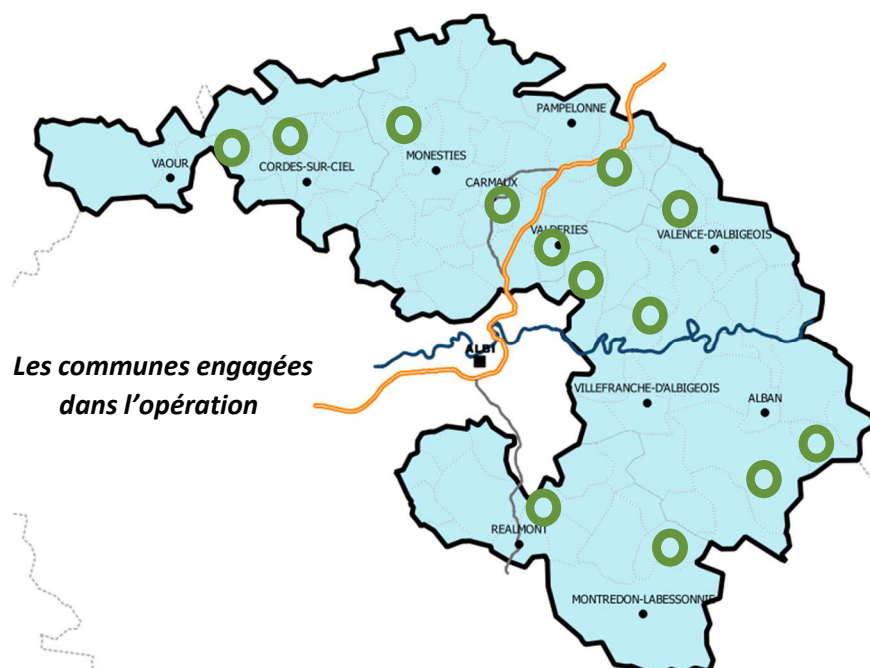 PAMPELONNE
VAOUR
CORDES-SUR-CIEL
MONESTIES
CARMAUX
VALDERIES
VALENCE-D'ALBIGEOIS
ALBI
Les communes engagées
dans l'opération
VILLEFRANCHE-D'ALBIGEOIS
ALBAN
REALMONT
MONTREDON-LABESSONNIE